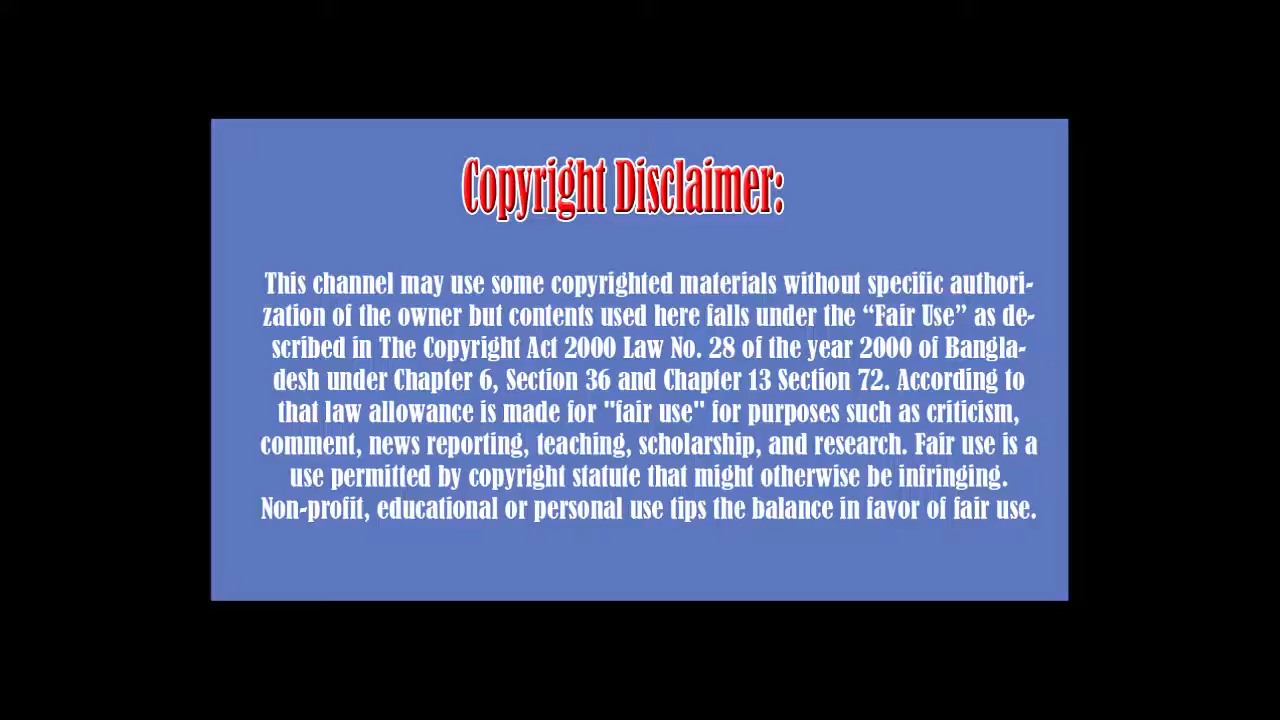 Copyright Disclaimer:
This channel may use some copyrighted materials without specific authori-
zation of the owner but contents used here falls under the “Fair Use” as de-
scribed in The Copyright Act 2000 Law No. 28 of the year 2000 of Bangla-
desh under Chapter 6, Section 36 and Chapter 13 Section 72. According to
that law allowance is made for "fair use" for purposes such as criticism,
comment, news reporting, teaching, scholarship, and research. Fair use is a
use permitted by copyright statute that might otherwise be infringing.
Non-profit, educational or personal use tips the balance in favor of fair use.